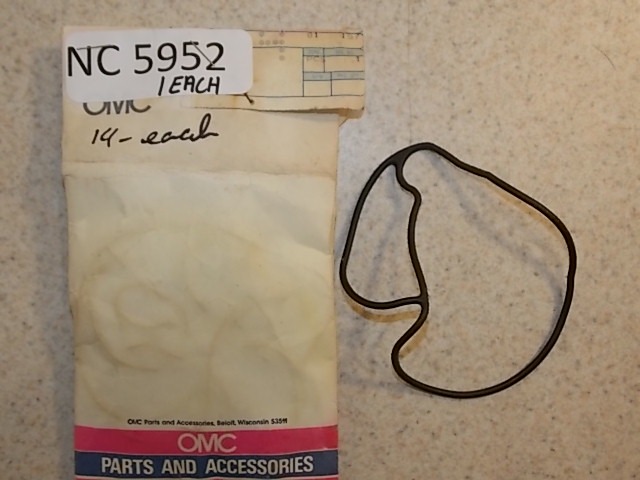 NC 5952
1 EACH
OMC
14- each
OMC Parts and Accessories, Beloit, Wisconsin 53511
OMC
PARTS AND ACCESSORIES